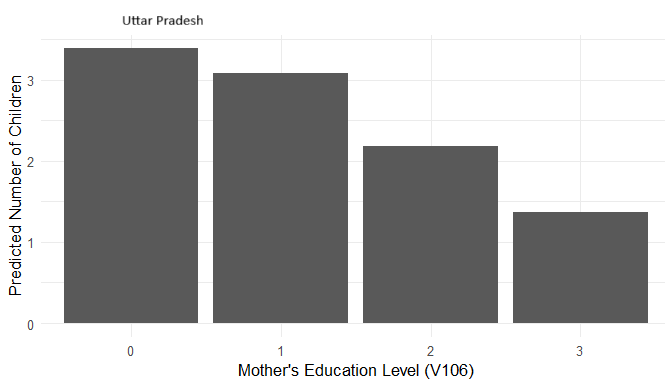 Uttar Pradesh
Predicted Number of Children
3
2
1
0
0 1 2 3
Mother's Education Level (V106)